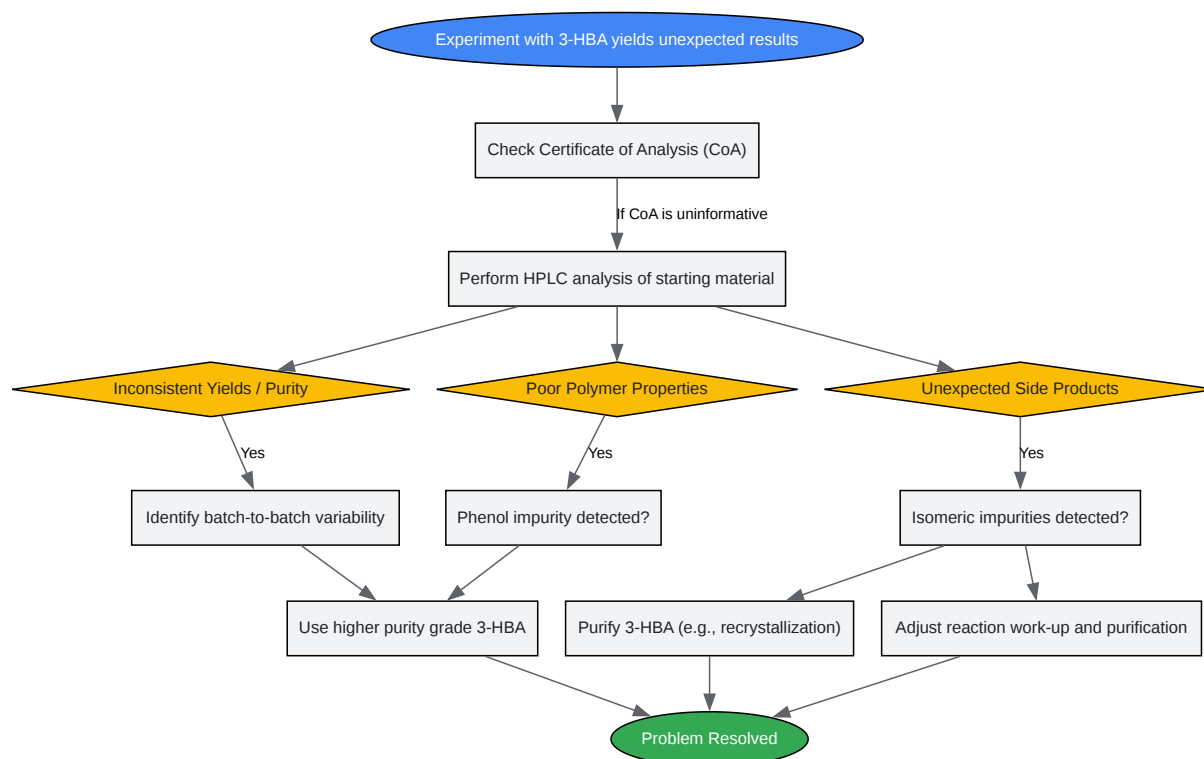 Experiment with 3-HBA yields unexpected results
Check Certificate of Analysis (CoA)
If CoA is uninformative
Perform HPLC analysis of starting material
Inconsistent Yields / Purity
Poor Polymer Properties
Unexpected Side Products
Yes
Yes
Yes
Identify batch-to-batch variability
Phenol impurity detected?
Isomeric impurities detected?
Use higher purity grade 3-HBA
Purify 3-HBA (e.g., recrystallization)
Adjust reaction work-up and purification
Problem Resolved